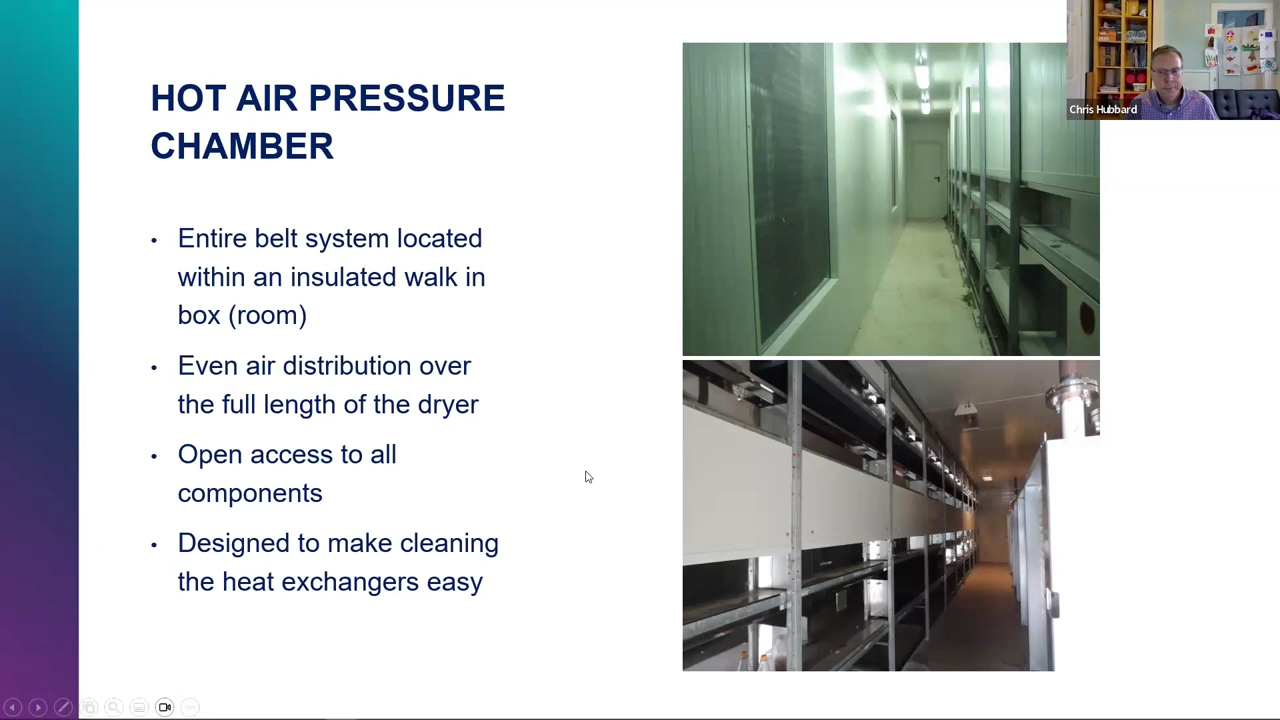 HOT AIR PRESSURE
CHAMBER
• Entire belt system located
within an insulated walk in
box (room)
• Even air distribution over
the full length of the dryer
• Open access to all
components
• Designed to make cleaning
the heat exchangers easy
Chris Hubbard